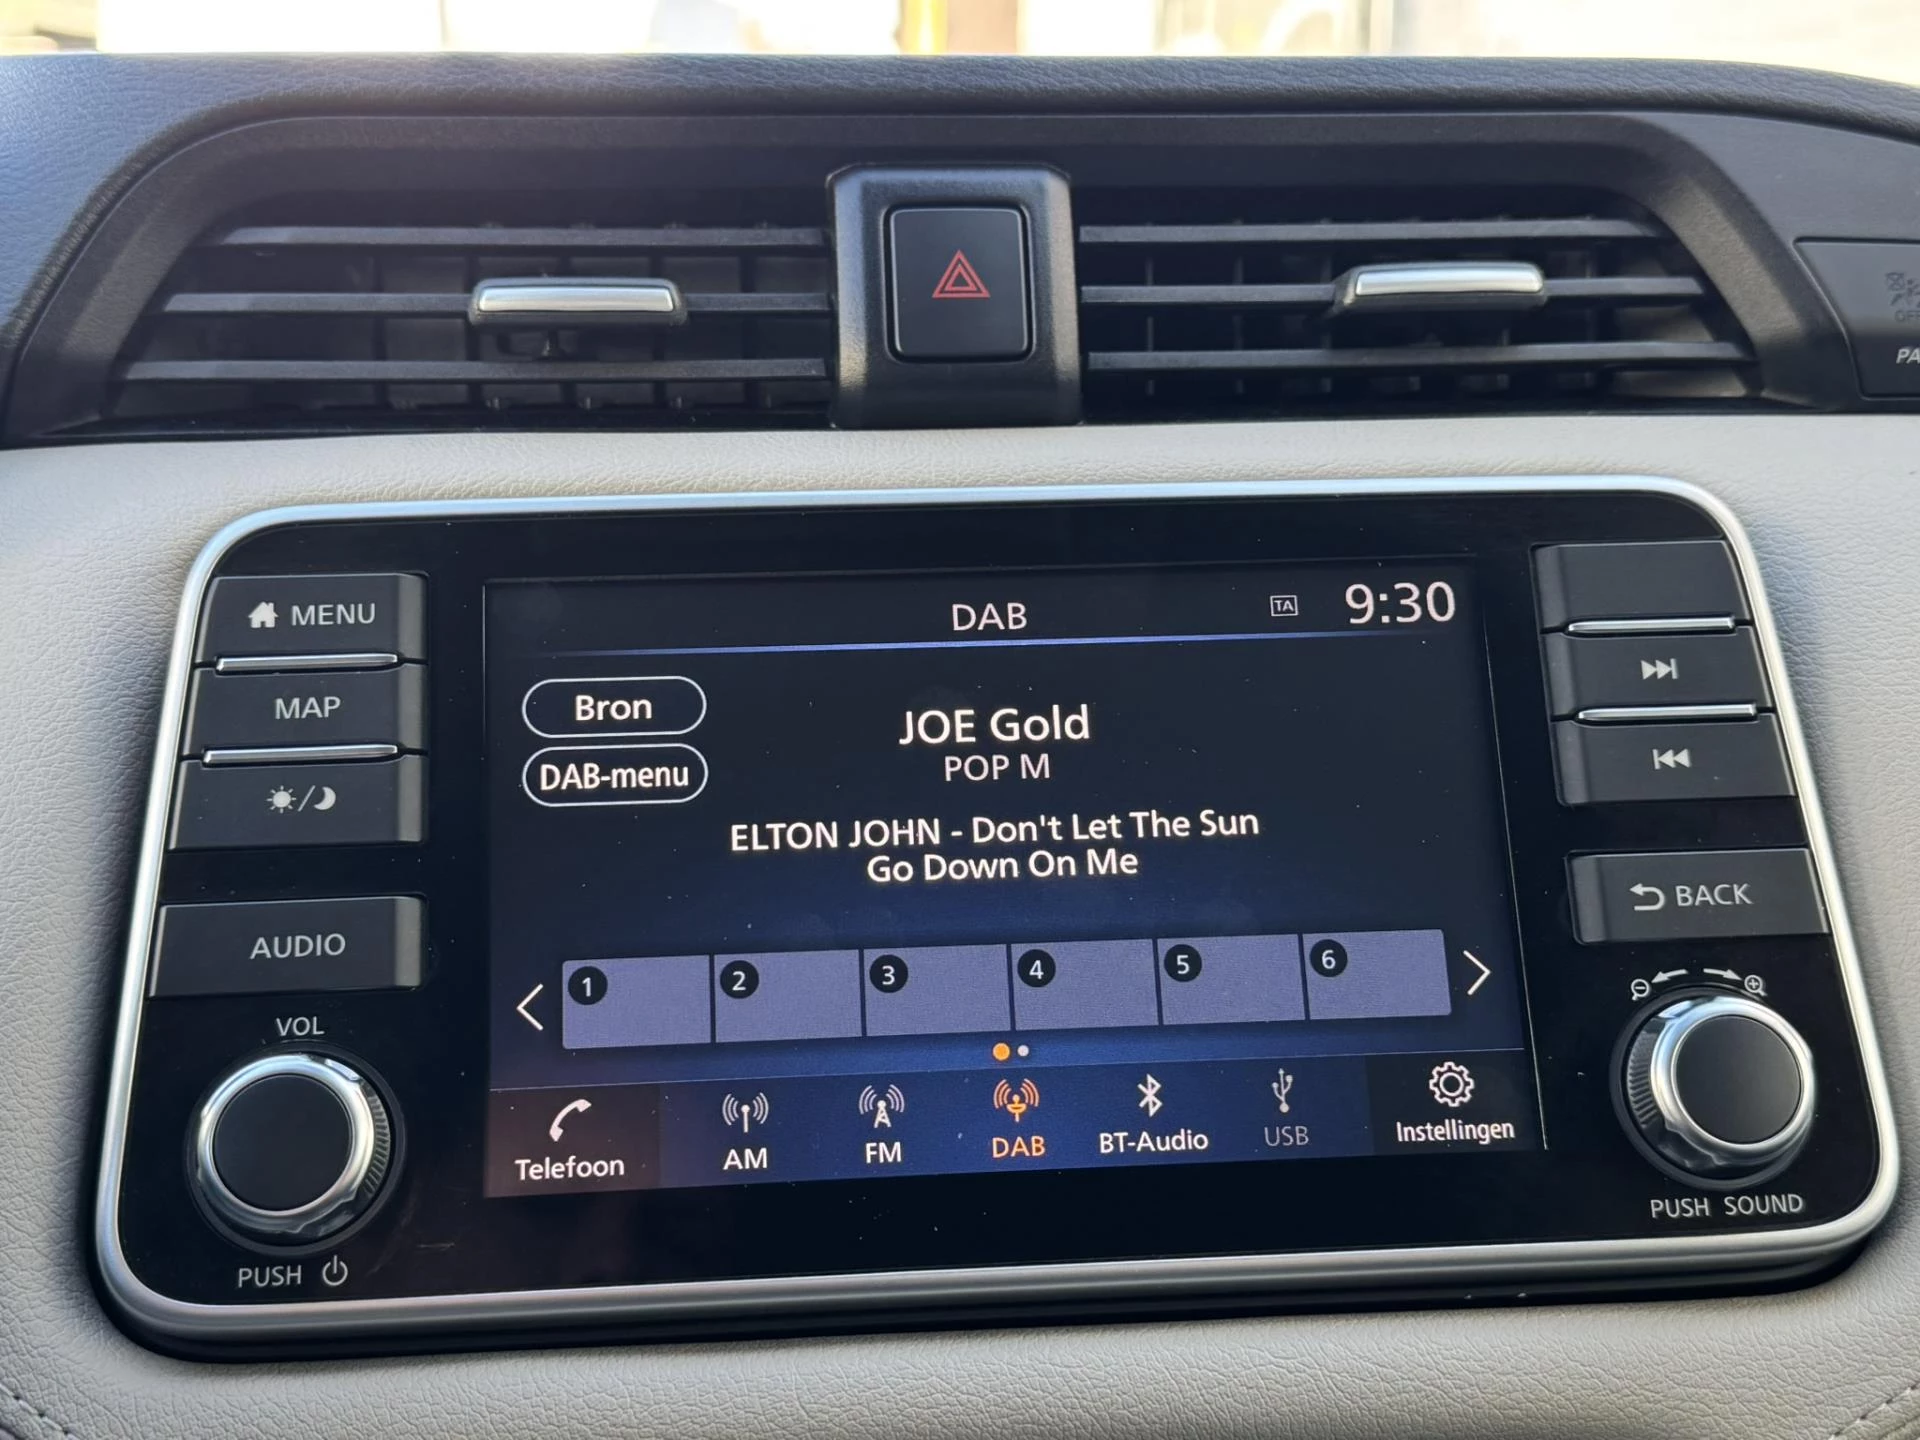 OFF
PA
MENU
MAP
AUDIO
VOL
PUSH
DAB
TA
9:30
Bron
DAB-menu
JOE Gold
POP M
ELTON JOHN - Don't Let The Sun
Go Down On Me
1 2 3 4 5 6
Telefoon
AM
FM
DAB
BT-Audio
USB
Instellingen
BACK
PUSH SOUND